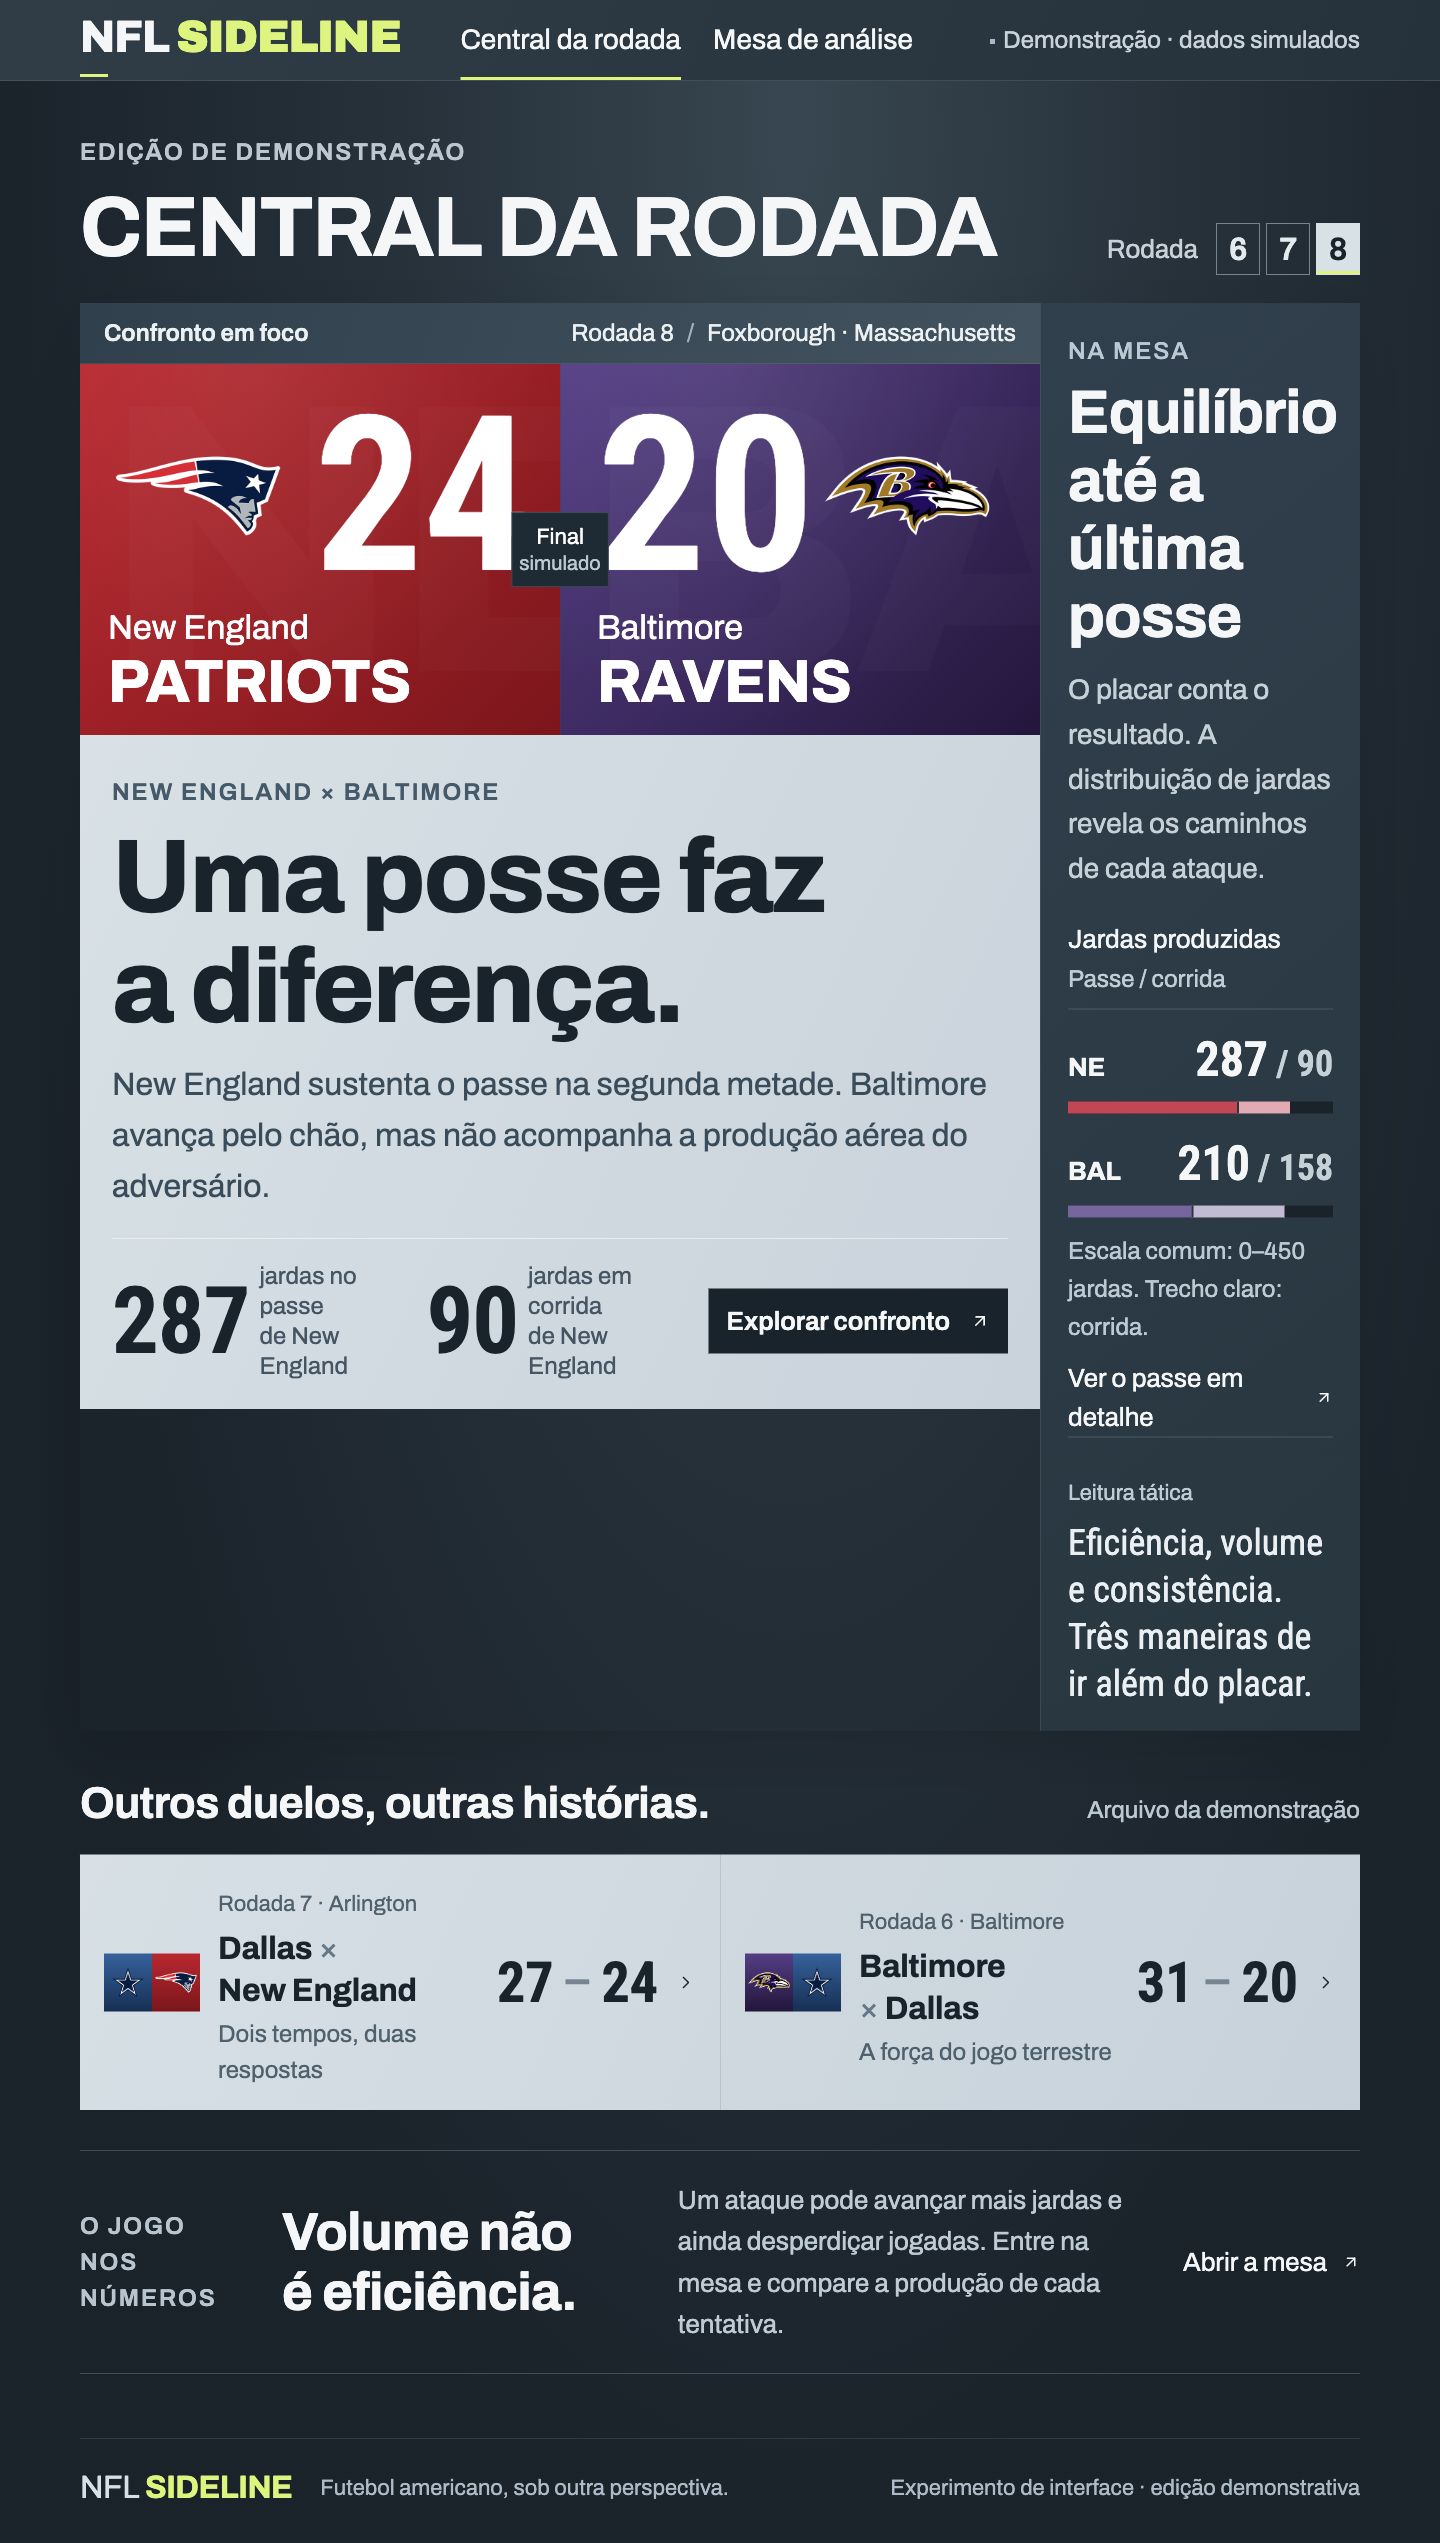 NFL SIDELINE
Central da rodada
Mesa de análise
Demonstração · dados simulados
EDIÇÃO DE DEMONSTRAÇÃO
CENTRAL DA RODADA
Rodada 6 7 8
Confronto em foco
Rodada 8 / Foxborough · Massachusetts
24
20
Final
simulado
New England
PATRIOTS
Baltimore
RAVENS
NEW ENGLAND × BALTIMORE
Uma posse faz
a diferença.
New England sustenta o passe na segunda metade. Baltimore
avança pelo chão, mas não acompanha a produção aérea do
adversário.
287
jardas no
passe
de New
England
90
jardas em
corrida
de New
England
Explorar confronto
NA MESA
Equilíbrio
até a
última
posse
O placar conta o
resultado. A
distribuição de jardas
revela os caminhos
de cada ataque.
Jardas produzidas
Passe / corrida
NE 287 / 90
BAL 210 / 158
Escala comum: 0–450
jardas. Trecho claro:
corrida.
Ver o passe em
detalhe
Leitura tática
Eficiência, volume
e consistência.
Três maneiras de
ir além do placar.
Outros duelos, outras histórias.
Arquivo da demonstração
Rodada 7 · Arlington
Dallas ×
New England
Dois tempos, duas
respostas
27 – 24
Rodada 6 · Baltimore
Baltimore
× Dallas
A força do jogo terrestre
31 – 20
O JOGO
NOS
NÚMEROS
Volume não
é eficiência.
Um ataque pode avançar mais jardas e
ainda desperdiçar jogadas. Entre na
mesa e compare a produção de cada
tentativa.
Abrir a mesa
NFL SIDELINE
Futebol americano, sob outra perspectiva.
Experimento de interface · edição demonstrativa